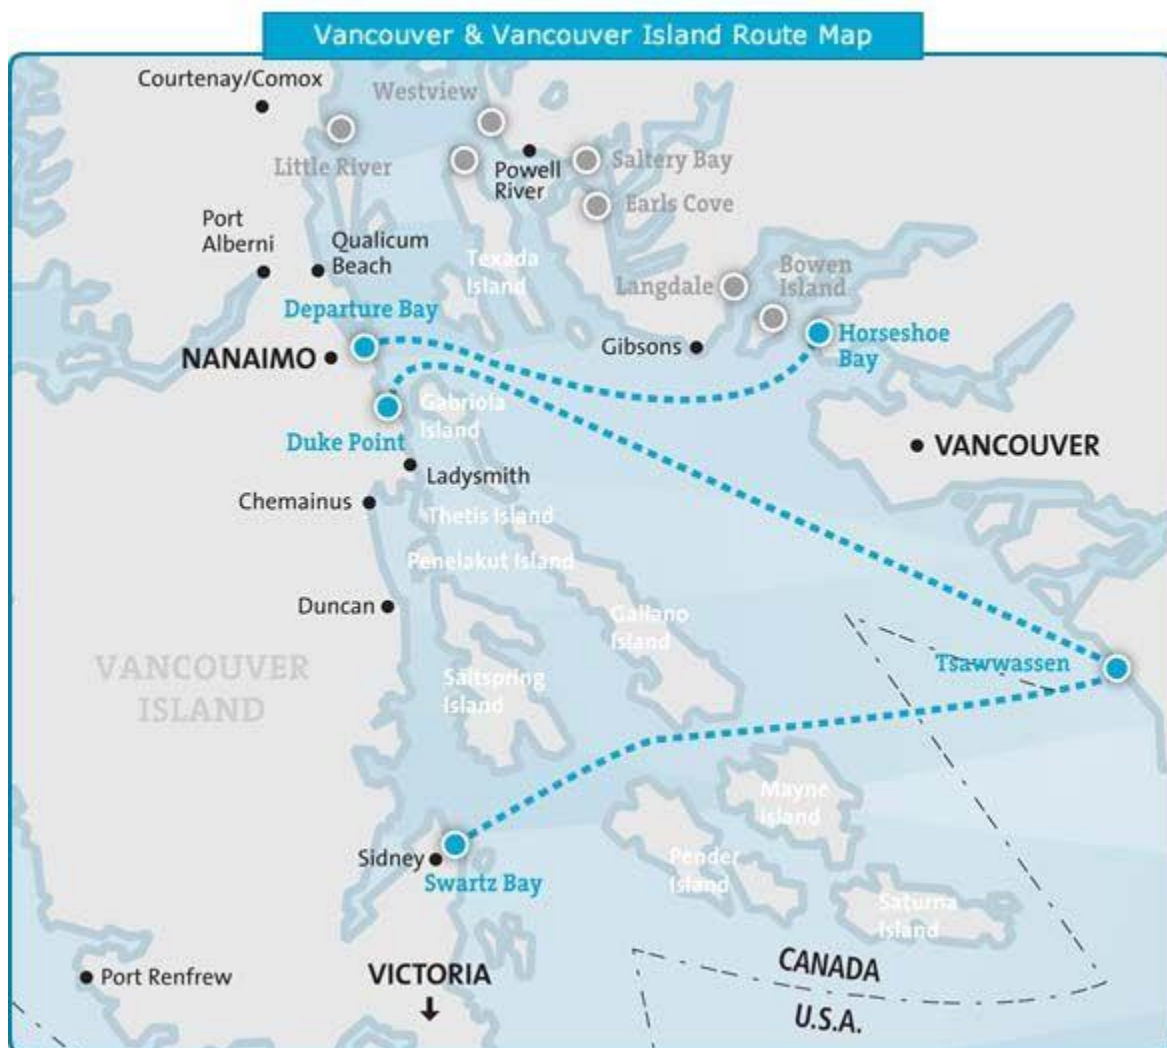 Vancouver & Vancouver Island Route Map
Courtenay/Comox
Westview
Little River
Powell
River
Saltery Bay
Earls Cove
Port
Alberni
Qualicum
Beach
Texada
Island
Langdale
Bowen
Island
Departure Bay
NANAIMO
Gibsons
Horseshoe
Bay
Gabriola
Island
Duke Point
VANCOUVER
Ladysmith
Chemainus
Thetis Island
Penelakut Island
Duncan
Galiano
Island
VANCOUVER
ISLAND
Saltspring
Island
Tsawwassen
Mayne
Island
Sidney
Swartz Bay
Pender
Island
Saturna
Island
Port Renfrew
VICTORIA
CANADA
U.S.A.